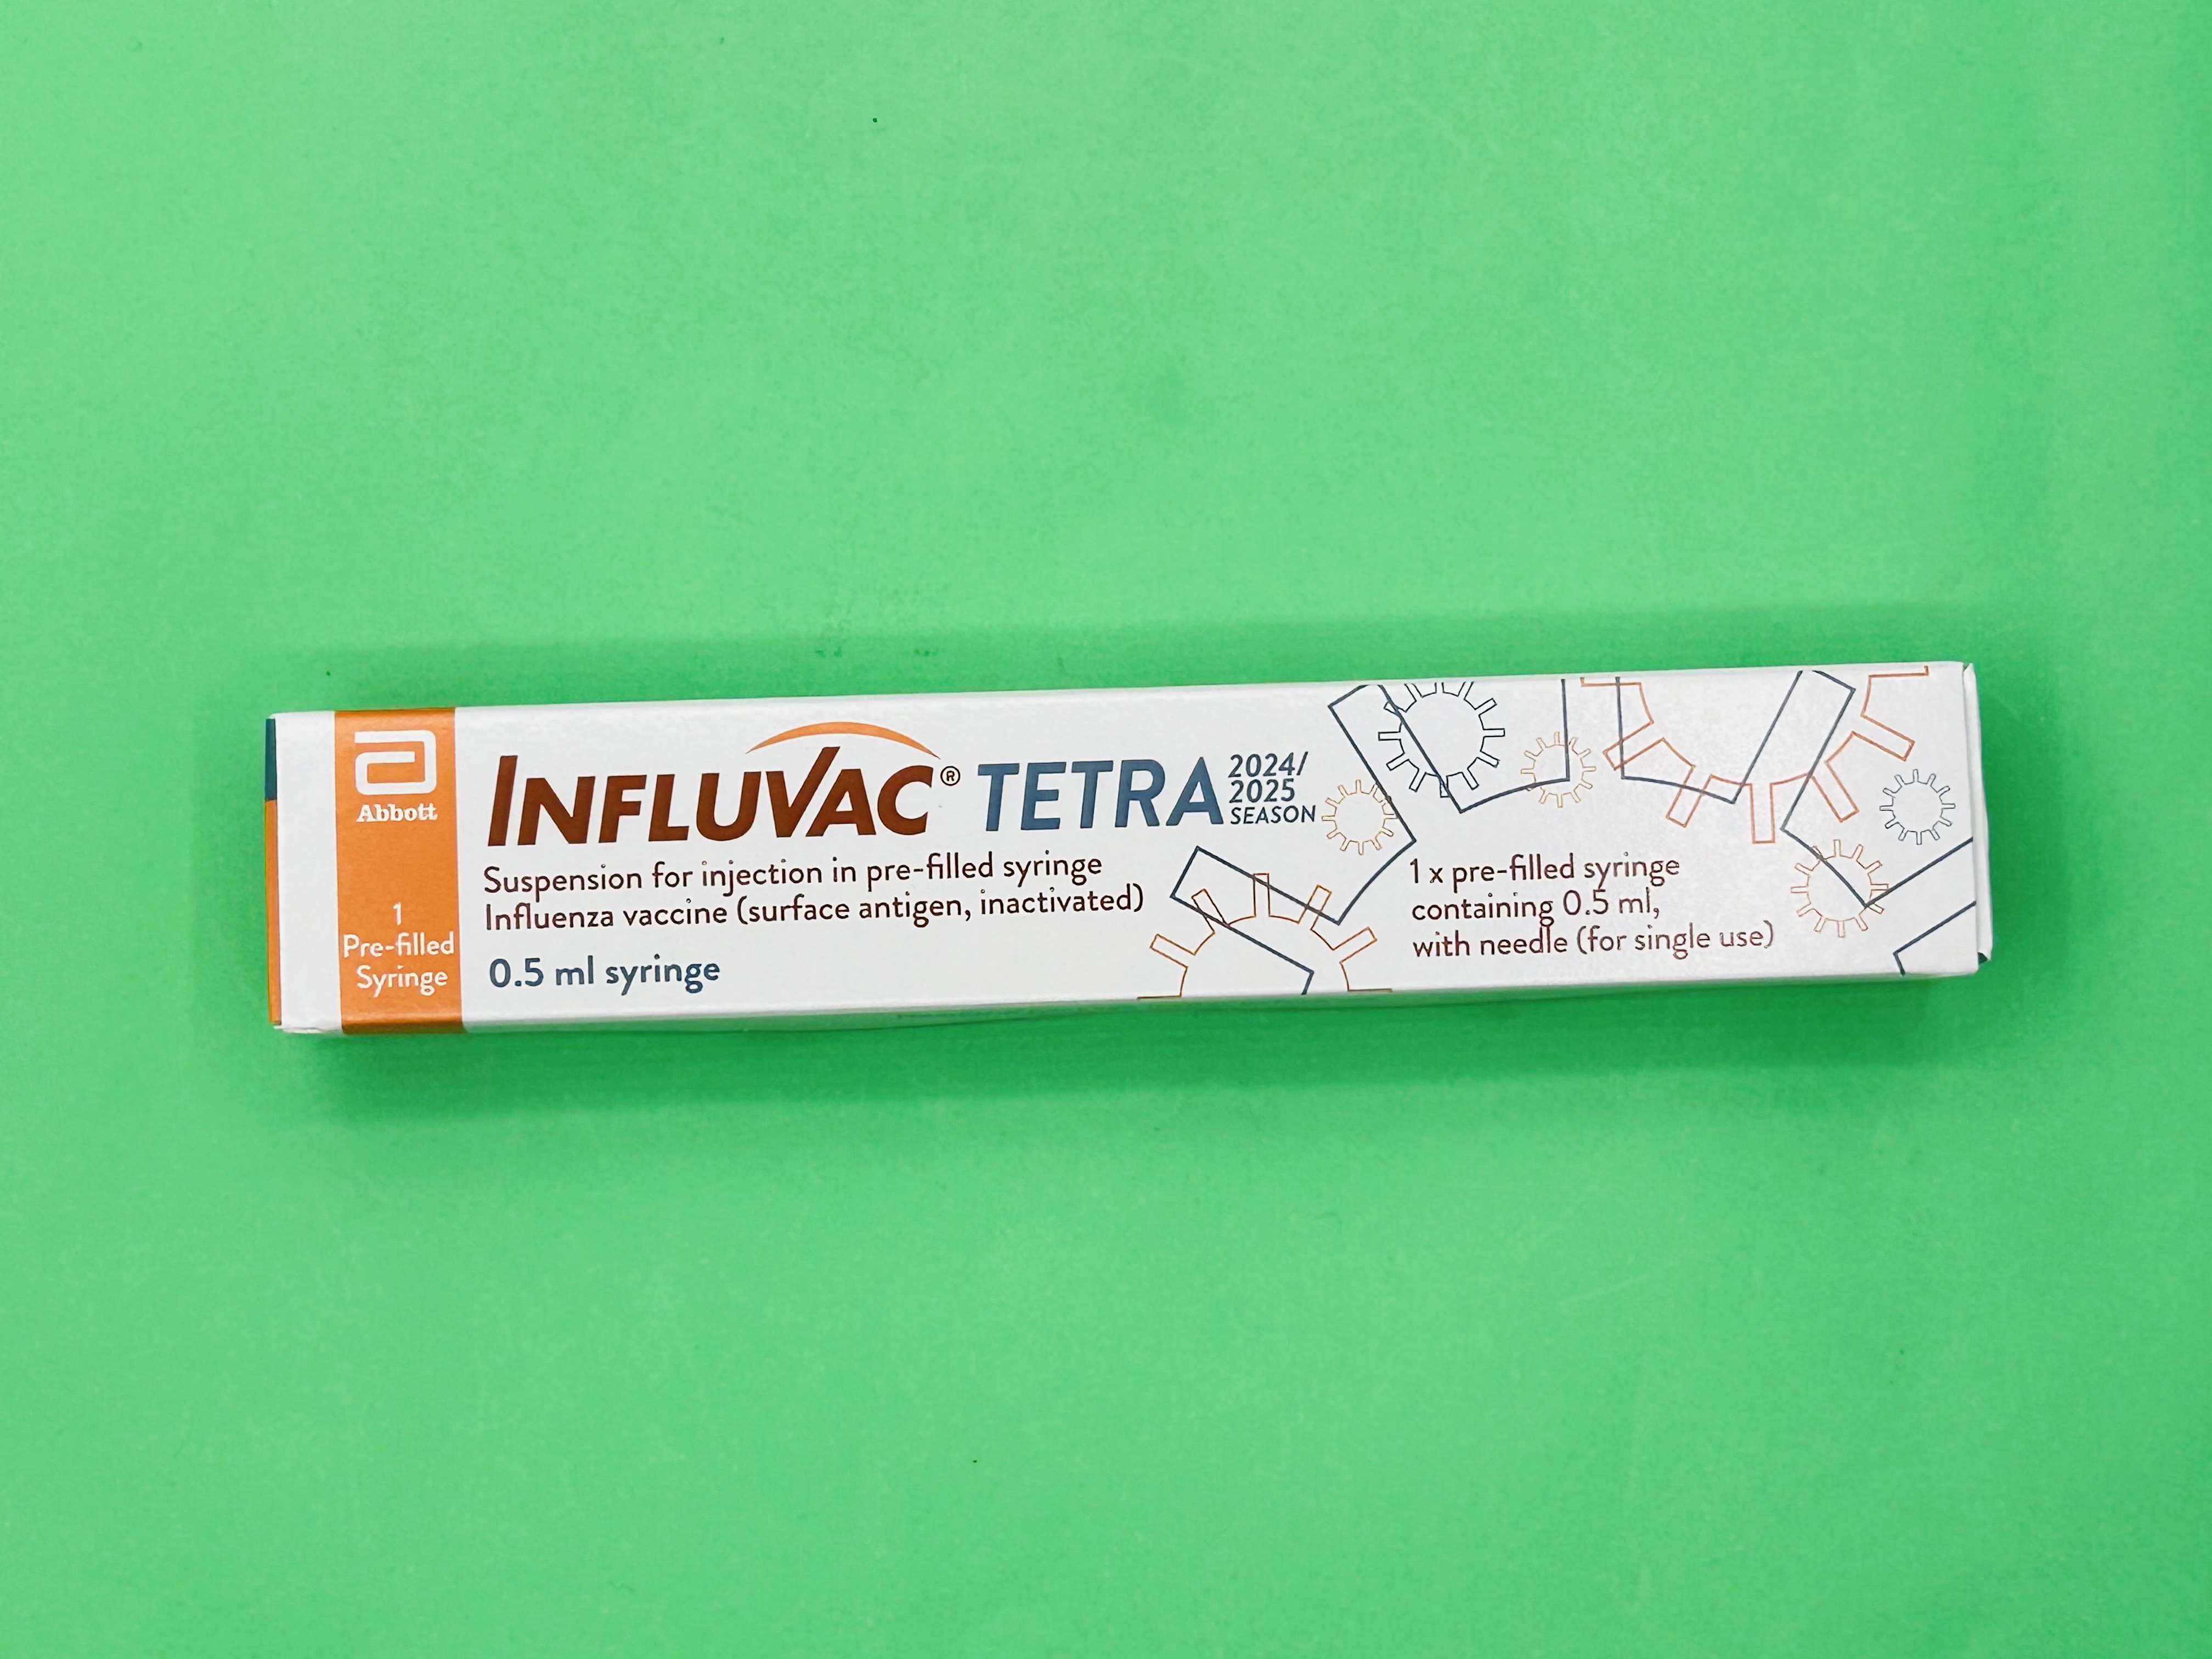 Abbott
1
Pre-filled
Syringe
INFLUVAC® TETRA
2024/
2025
SEASON
Suspension for injection in pre-filled syringe
Influenza vaccine (surface antigen, inactivated)
0.5 ml syringe
1 x pre-filled syringe
containing 0.5 ml,
with needle (for single use)